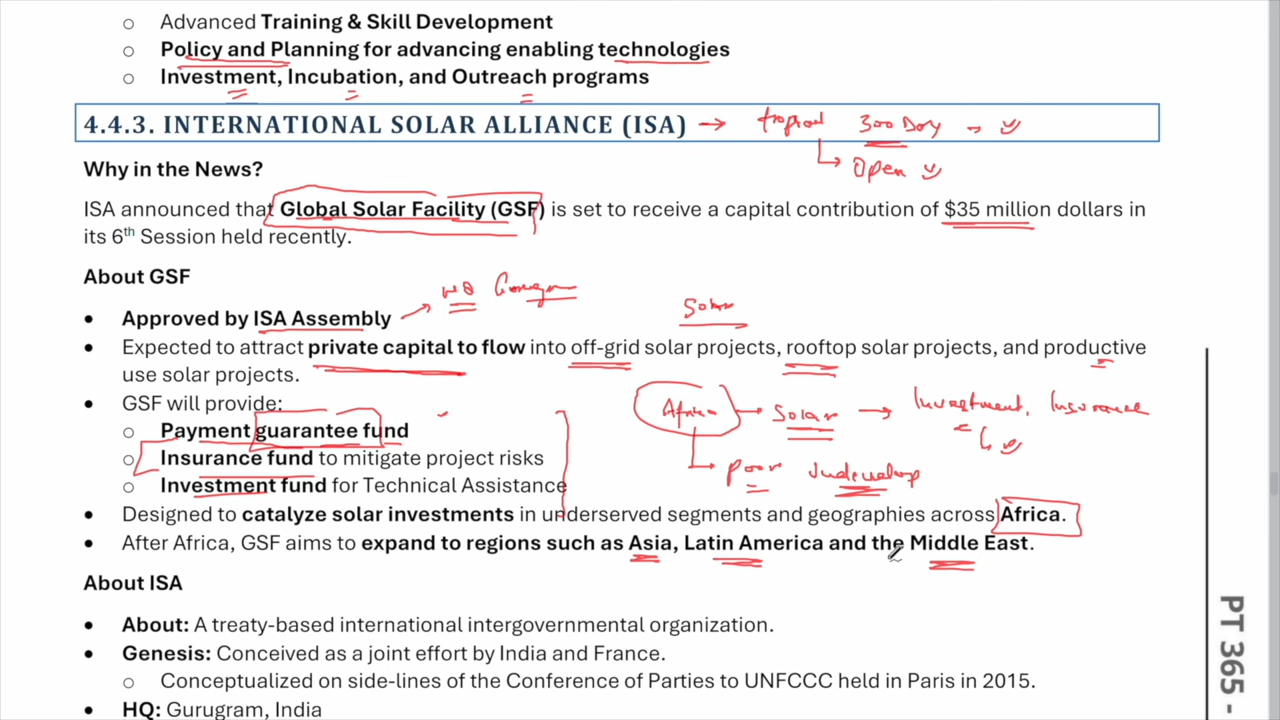 ○ Advanced Training & Skill Development
○ Policy and Planning for advancing enabling technologies
○ Investment, Incubation, and Outreach programs
4.4.3. INTERNATIONAL SOLAR ALLIANCE (ISA) → tropical 300 Day →
Open
Why in the News?
ISA announced that Global Solar Facility (GSF) is set to receive a capital contribution of $35 million dollars in
its 6th Session held recently.
About GSF
HQ
Solar
• Approved by ISA Assembly
• Expected to attract private capital to flow into off-grid solar projects, rooftop solar projects, and productive
use solar projects.
• GSF will provide:
Africa → Solar → Investment, Insurance
○ Payment guarantee fund
○ Insurance fund to mitigate project risks
poor
○ Investment fund for Technical Assistance
• Designed to catalyze solar investments in underserved segments and geographies across Africa.
• After Africa, GSF aims to expand to regions such as Asia, Latin America and the Middle East.
About ISA
• About: A treaty-based international intergovernmental organization.
• Genesis: Conceived as a joint effort by India and France.
○ Conceptualized on side-lines of the Conference of Parties to UNFCCC held in Paris in 2015.
• HQ: Gurugram, India
PT 365 -